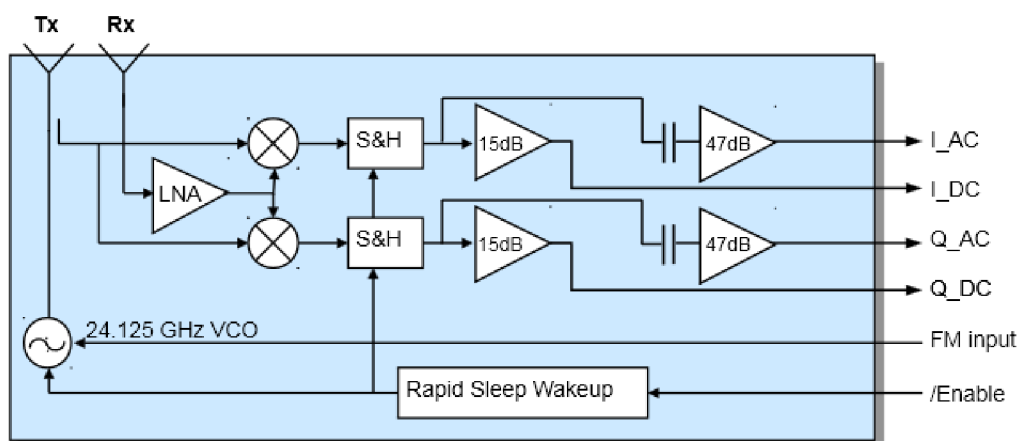 Tx Rx
S&H 15dB 47dB I_AC
LNA I_DC
S&H 15dB 47dB Q_AC
Q_DC
24.125 GHz VCO FM input
Rapid Sleep Wakeup /Enable